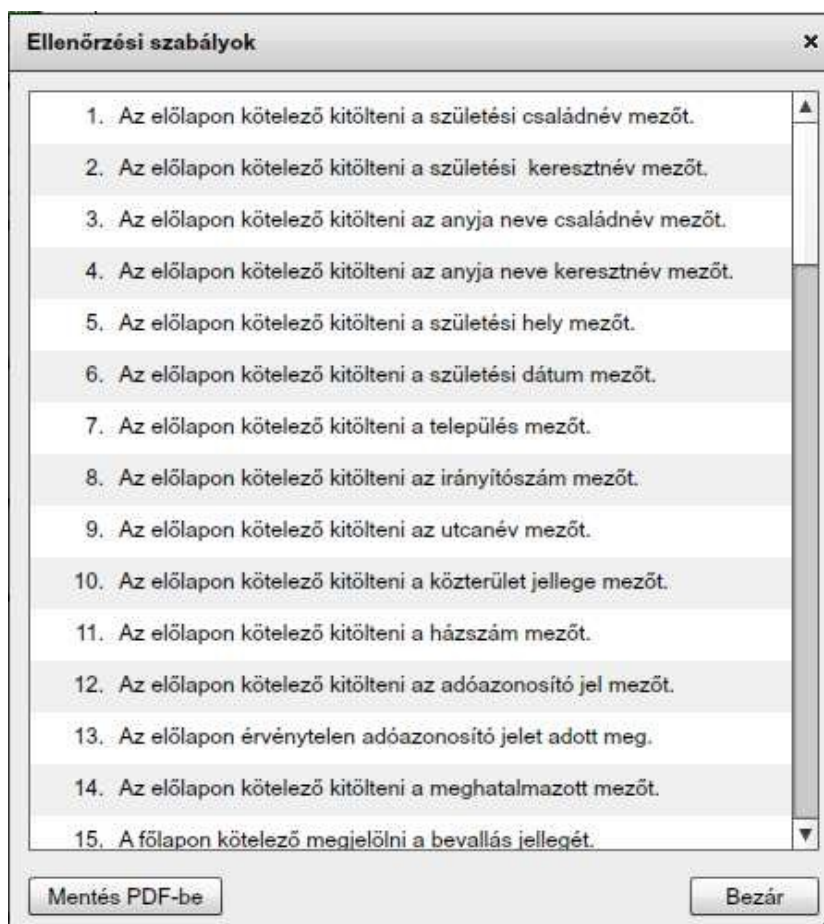 Ellenőrzési szabályok
1. Az előlapon kötelező kitölteni a születési családnév mezőt.
2. Az előlapon kötelező kitölteni a születési  keresztnév mezőt.
3. Az előlapon kötelező kitölteni az anyja neve családnév mezőt.
4. Az előlapon kötelező kitölteni az anyja neve keresztnév mezőt.
5. Az előlapon kötelező kitölteni a születési hely mezőt.
6. Az előlapon kötelező kitölteni a születési dátum mezőt.
7. Az előlapon kötelező kitölteni a település mezőt.
8. Az előlapon kötelező kitölteni az irányítószám mezőt.
9. Az előlapon kötelező kitölteni az utcanév mezőt.
10. Az előlapon kötelező kitölteni a közterület jellege mezőt.
11. Az előlapon kötelező kitölteni a házszám mezőt.
12. Az előlapon kötelező kitölteni az adóazonosító jel mezőt.
13. Az előlapon érvénytelen adóazonosító jelet adott meg.
14. Az előlapon kötelező kitölteni a meghatalmazott mezőt.
15. A főlapon kötelező megjelölni a bevallás jellegét.
Mentés PDF-be
Bezár